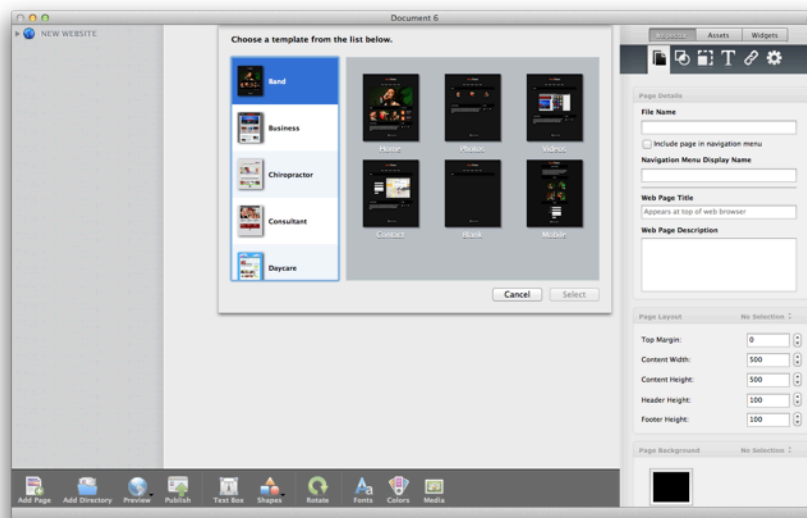 Document 6
NEW WEBSITE
Choose a template from the list below.
Band
Business
Chiropractor
Consultant
Daycare
Home
Photos
Videos
Contact
Blank
Mobile
Cancel
Select
Inspector
Assets
Widgets
Page Details
File Name
Include page in navigation menu
Navigation Menu Display Name
Web Page Title
Appears at top of web browser
Web Page Description
Page Layout
No Selection
Top Margin:
0
Content Width:
500
Content Height:
500
Header Height:
100
Footer Height:
100
Page Background
No Selection
Add Page
Add Directory
Preview
Publish
Text Box
Shapes
Rotate
Fonts
Colors
Media